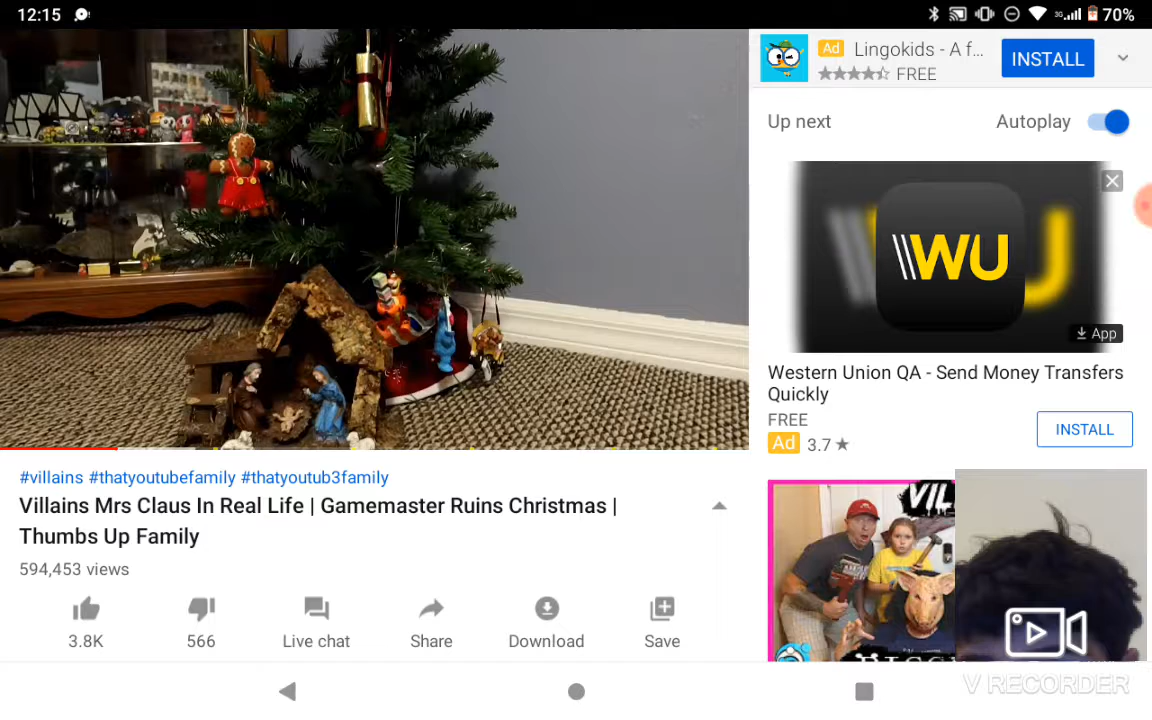 12:15
3G
70%
Ad Lingokids - A f...
FREE
INSTALL
Up next
Autoplay
WU
App
Western Union QA - Send Money Transfers
Quickly
FREE
Ad 3.7 ★
INSTALL
#villains #thatyoutubefamily #thatyoutub3family
Villains Mrs Claus In Real Life | Gamemaster Ruins Christmas |
Thumbs Up Family
594,453 views
3.8K
566
Live chat
Share
Download
Save
VIL
V RECORDER